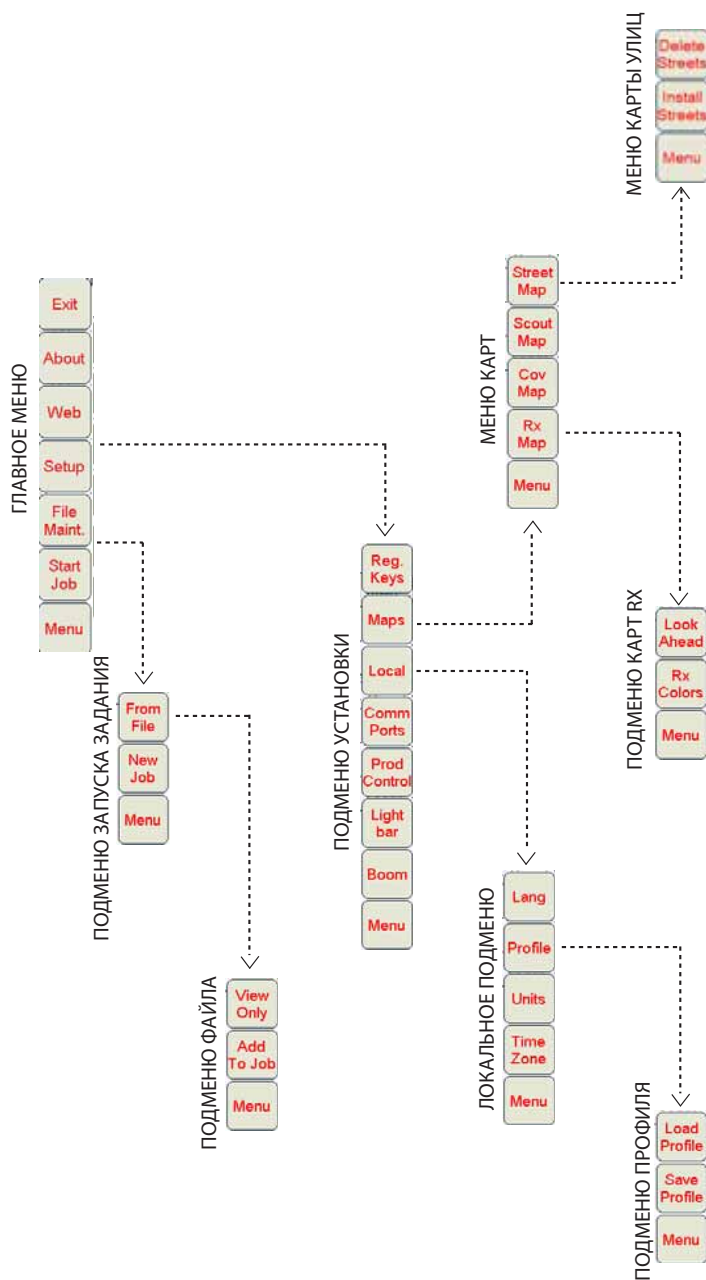 ГЛАВНОЕ МЕНЮ
Exit
About
Web
Setup
File
Maint.
Start
Job
Menu
ПОДМЕНЮ ЗАПУСКА ЗАДАНИЯ
From
File
New
Job
Menu
ПОДМЕНЮ ФАЙЛА
View
Only
Add
To Job
Menu
ПОДМЕНЮ УСТАНОВКИ
Reg.
Keys
Maps
Local
Comm
Ports
Prod
Control
Light
bar
Boom
Menu
ЛОКАЛЬНОЕ ПОДМЕНЮ
Lang
Profile
Units
Time
Zone
Menu
ПОДМЕНЮ ПРОФИЛЯ
Load
Profile
Save
Profile
Menu
МЕНЮ КАРТ
Street
Map
Scout
Map
Cov
Map
Rx
Map
Menu
ПОДМЕНЮ КАРТ RX
Look
Ahead
Rx
Colors
Menu
МЕНЮ КАРТЫ УЛИЦ
Delete
Streets
Install
Streets
Menu